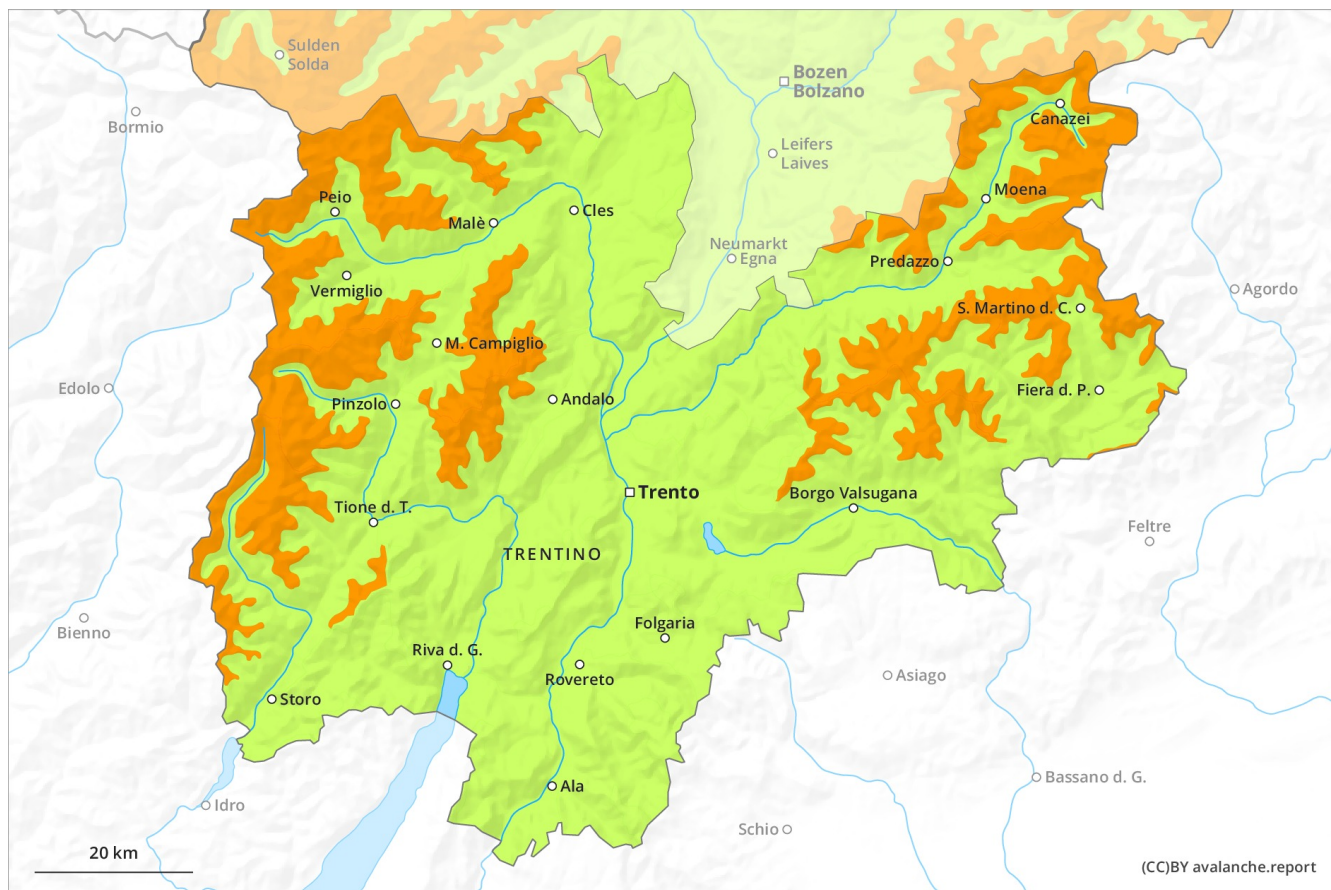 Sulden
Solda
Bozen
Bolzano
Bormio
Canazei
Leifers
Laives
Peio
Moena
Malè
Cles
Neumarkt
Egna
Predazzo
Vermiglio
Agordo
S. Martino d. C.
M. Campiglio
Edolo
Fiera d. P.
Pinzolo
Andalo
Trento
Borgo Valsugana
Tione d. T.
Feltre
TRENTINO
Bienno
Folgaria
Riva d. G.
Rovereto
Asiago
Storo
Bassano d. G.
Ala
Idro
Schio
20 km
(CC)BY avalanche.report